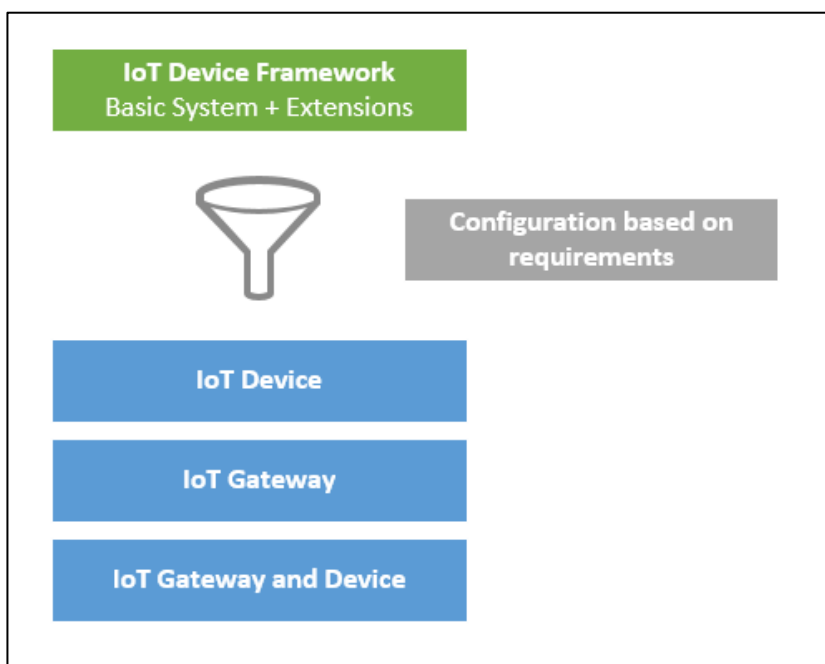 IoT Device Framework
Basic System + Extensions
Configuration based on
requirements
IoT Device
IoT Gateway
IoT Gateway and Device